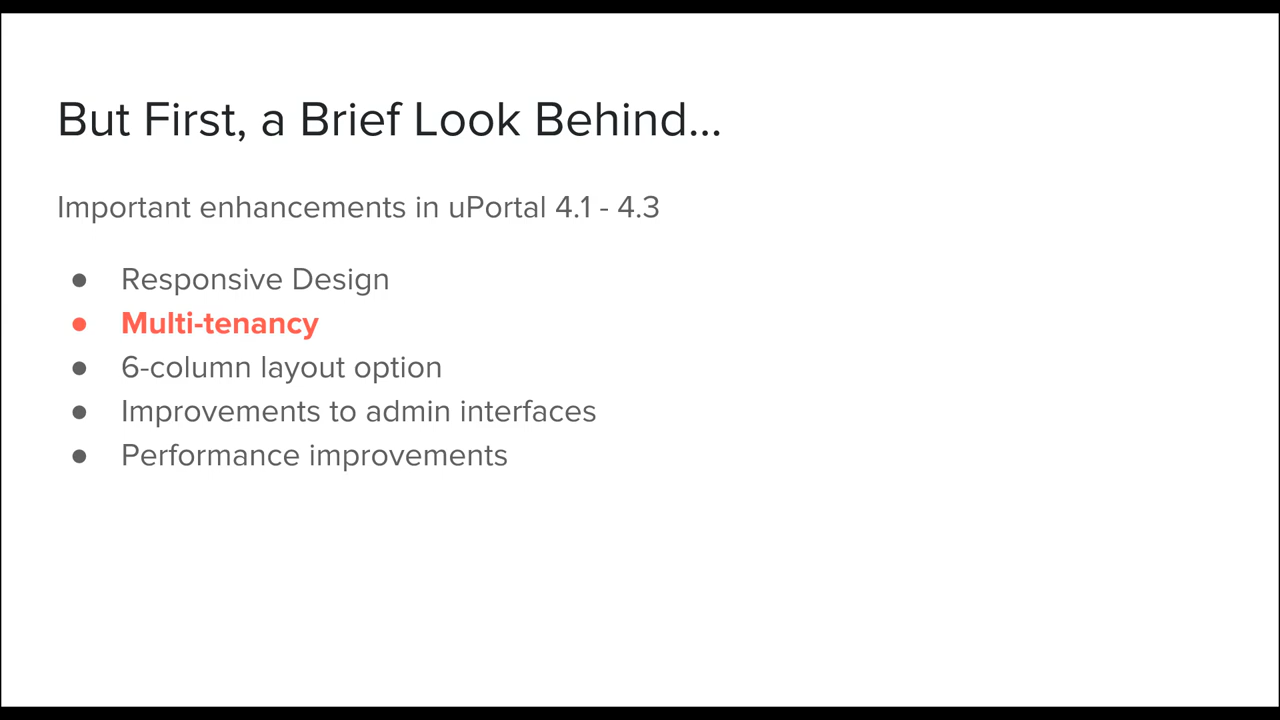 But First, a Brief Look Behind...
Important enhancements in uPortal 4.1 - 4.3
● Responsive Design
● Multi-tenancy
● 6-column layout option
● Improvements to admin interfaces
● Performance improvements